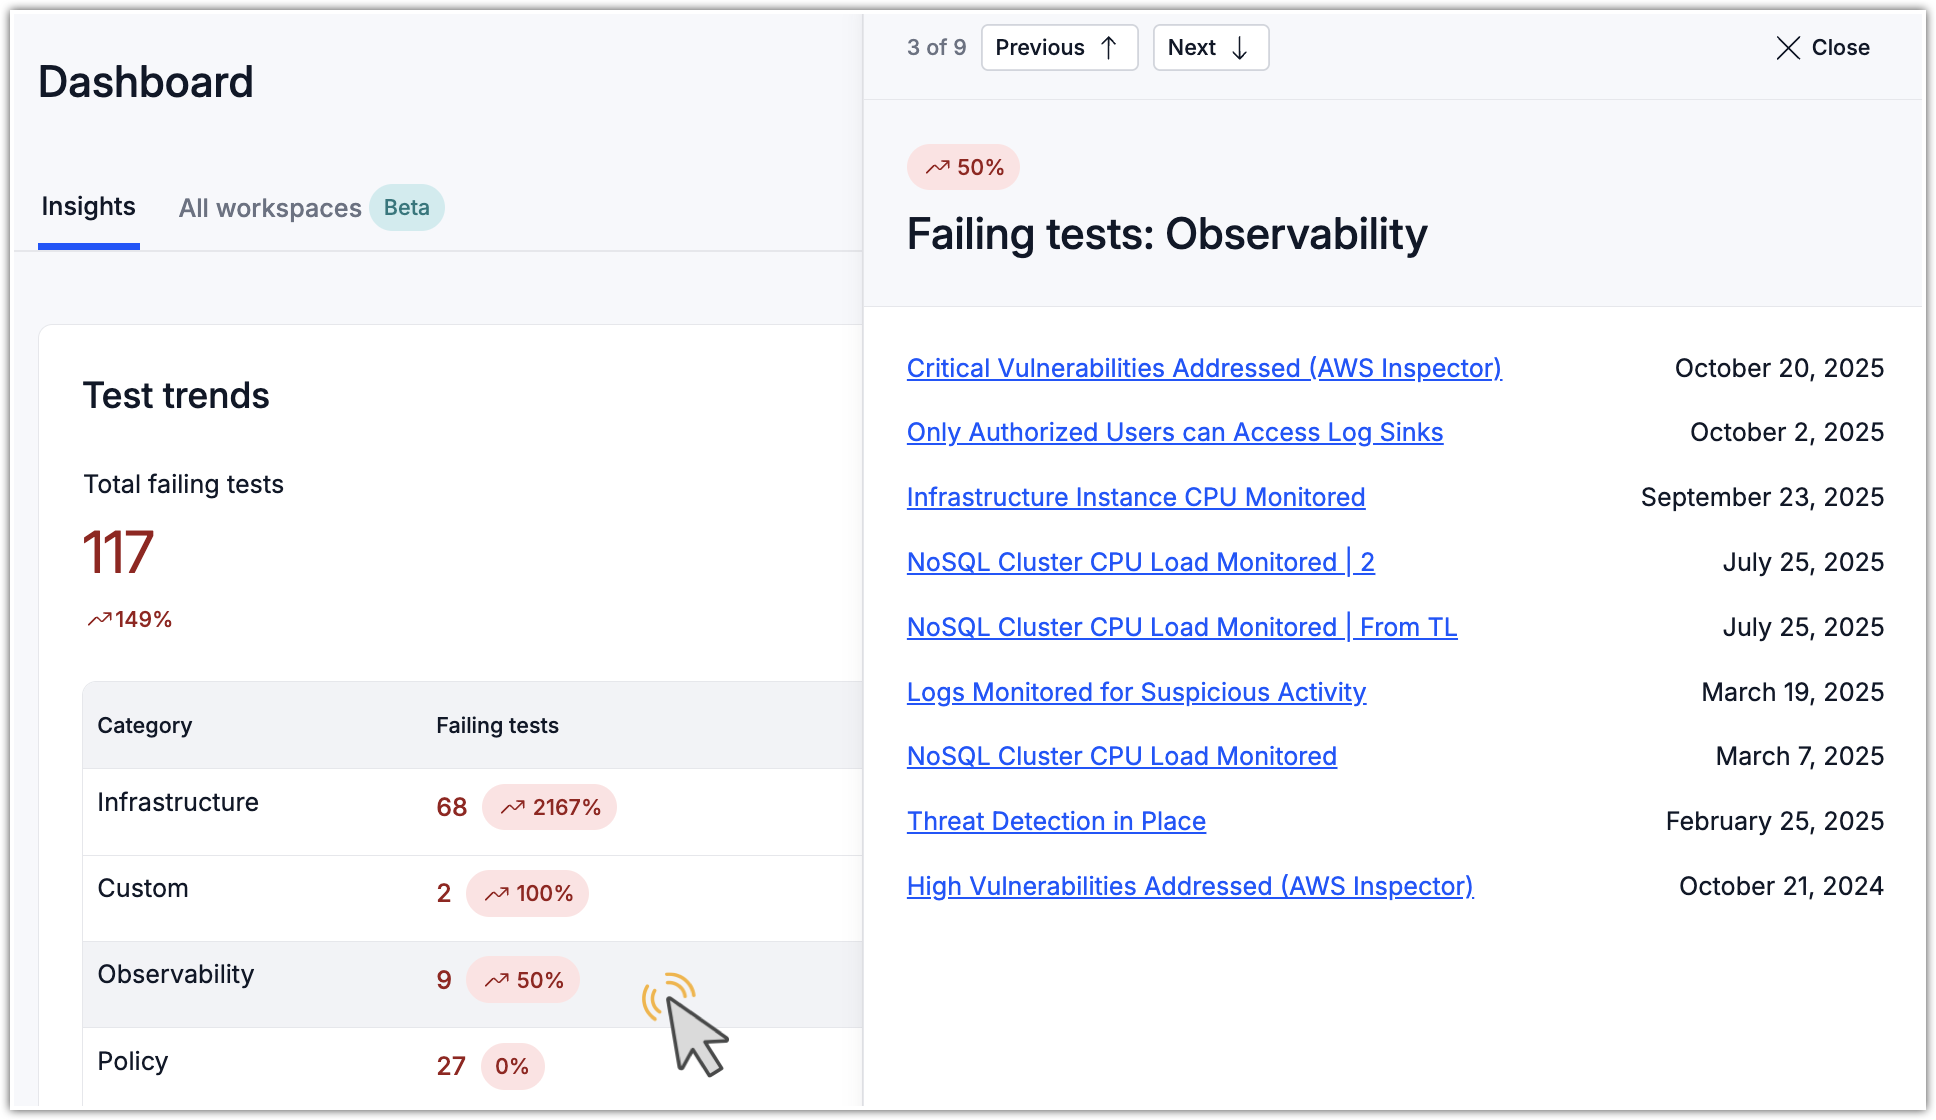 Dashboard
Insights
All workspaces Beta
Test trends
Total failing tests
117
149%
Category Failing tests
Infrastructure 68 2167%
Custom 2 100%
Observability 9 50%
Policy 27 0%
3 of 9 Previous Next Close
50%
Failing tests: Observability
Critical Vulnerabilities Addressed (AWS Inspector) October 20, 2025
Only Authorized Users can Access Log Sinks October 2, 2025
Infrastructure Instance CPU Monitored September 23, 2025
NoSQL Cluster CPU Load Monitored | 2 July 25, 2025
NoSQL Cluster CPU Load Monitored | From TL July 25, 2025
Logs Monitored for Suspicious Activity March 19, 2025
NoSQL Cluster CPU Load Monitored March 7, 2025
Threat Detection in Place February 25, 2025
High Vulnerabilities Addressed (AWS Inspector) October 21, 2024